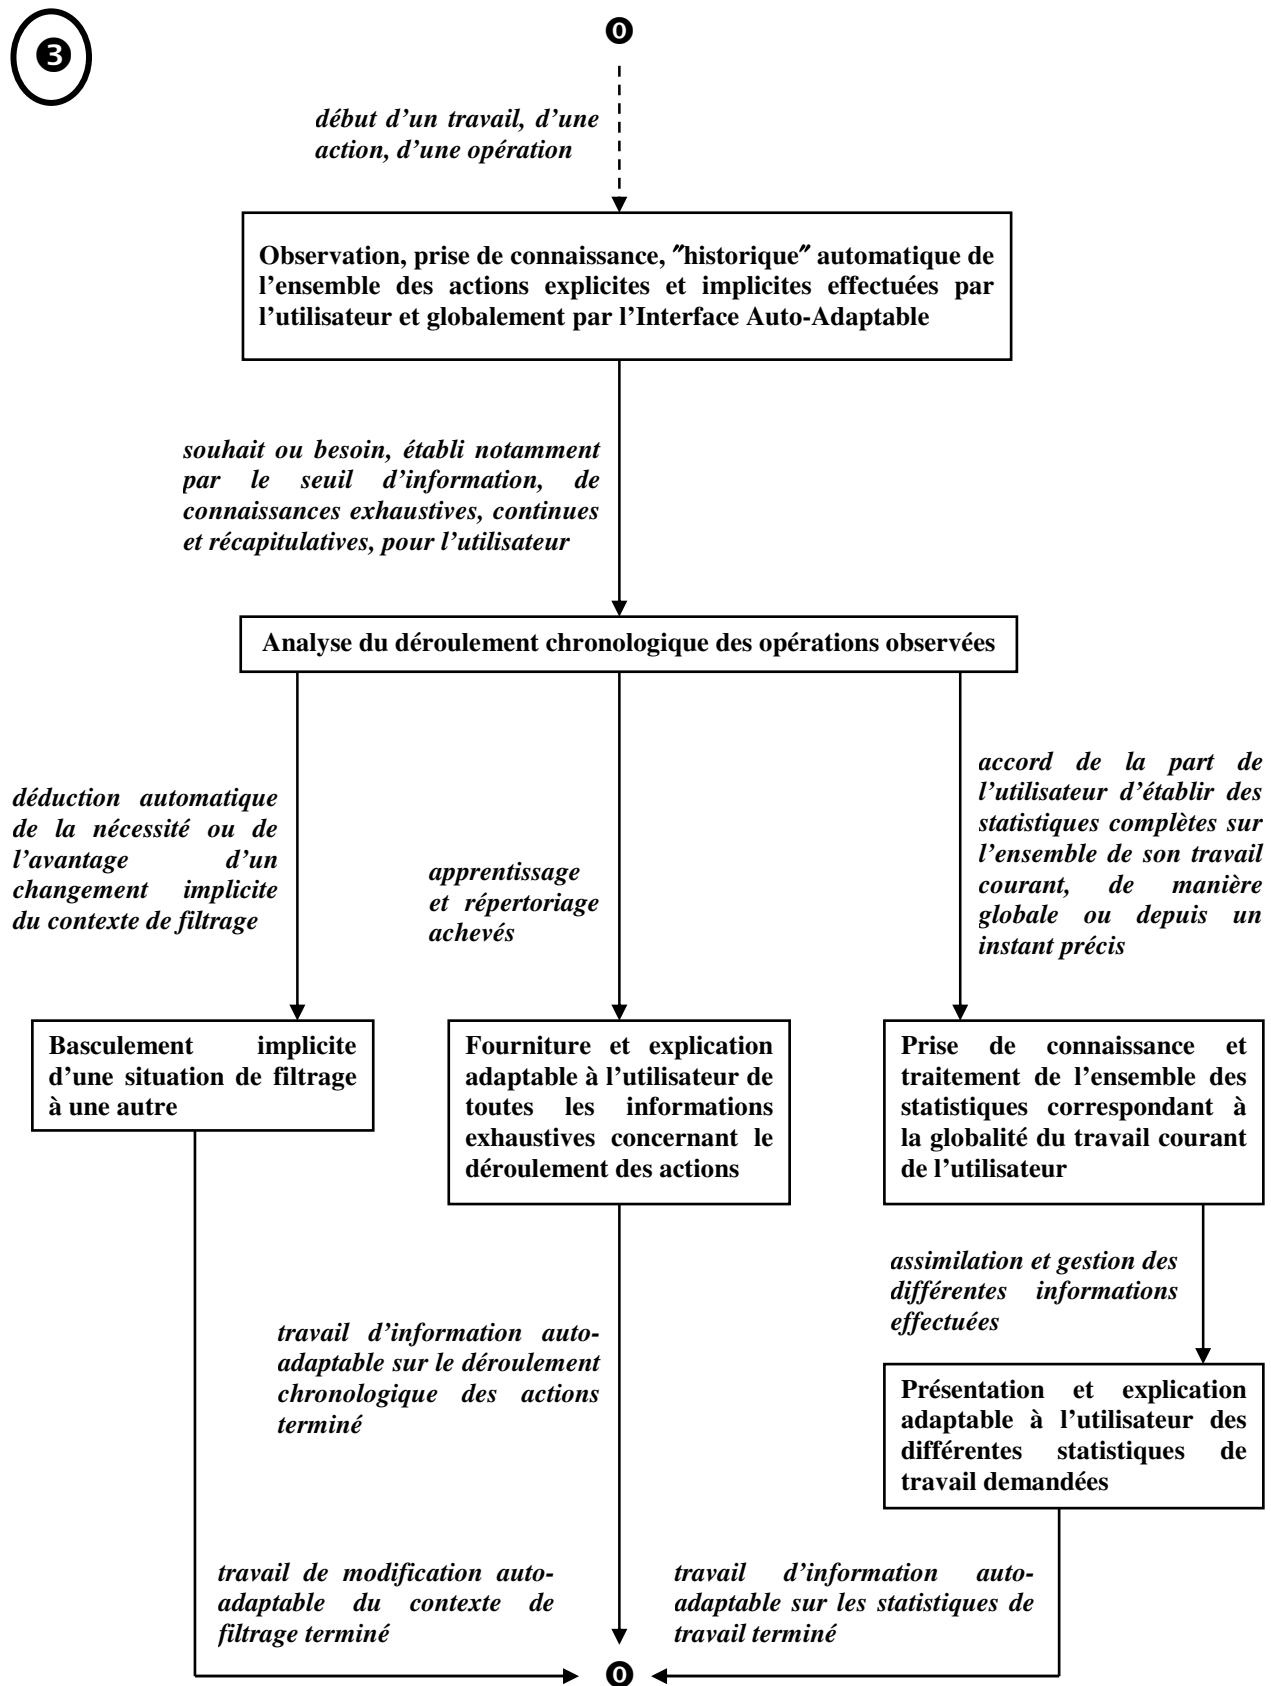 ❸
⓿
début d'un travail, d'une
action, d'une opération
Observation, prise de connaissance, ″historique″ automatique de
l'ensemble des actions explicites et implicites effectuées par
l'utilisateur et globalement par l'Interface Auto-Adaptable
souhait ou besoin, établi notamment
par le seuil d'information, de
connaissances exhaustives, continues
et récapitulatives, pour l'utilisateur
Analyse du déroulement chronologique des opérations observées
déduction automatique
de la nécessité ou de
l'avantage d'un
changement implicite
du contexte de filtrage
apprentissage
et répertoriage
achevés
accord de la part de
l'utilisateur d'établir des
statistiques complètes sur
l'ensemble de son travail
courant, de manière
globale ou depuis un
instant précis
Basculement implicite
d'une situation de filtrage
à une autre
Fourniture et explication
adaptable à l'utilisateur de
toutes les informations
exhaustives concernant le
déroulement des actions
Prise de connaissance et
traitement de l'ensemble des
statistiques correspondant à
la globalité du travail courant
de l'utilisateur
assimilation et gestion des
différentes informations
effectuées
travail d'information auto-
adaptable sur le déroulement
chronologique des actions
terminé
Présentation et explication
adaptable à l'utilisateur des
différentes statistiques de
travail demandées
travail de modification auto-
adaptable du contexte de
filtrage terminé
travail d'information auto-
adaptable sur les statistiques de
travail terminé
⓿